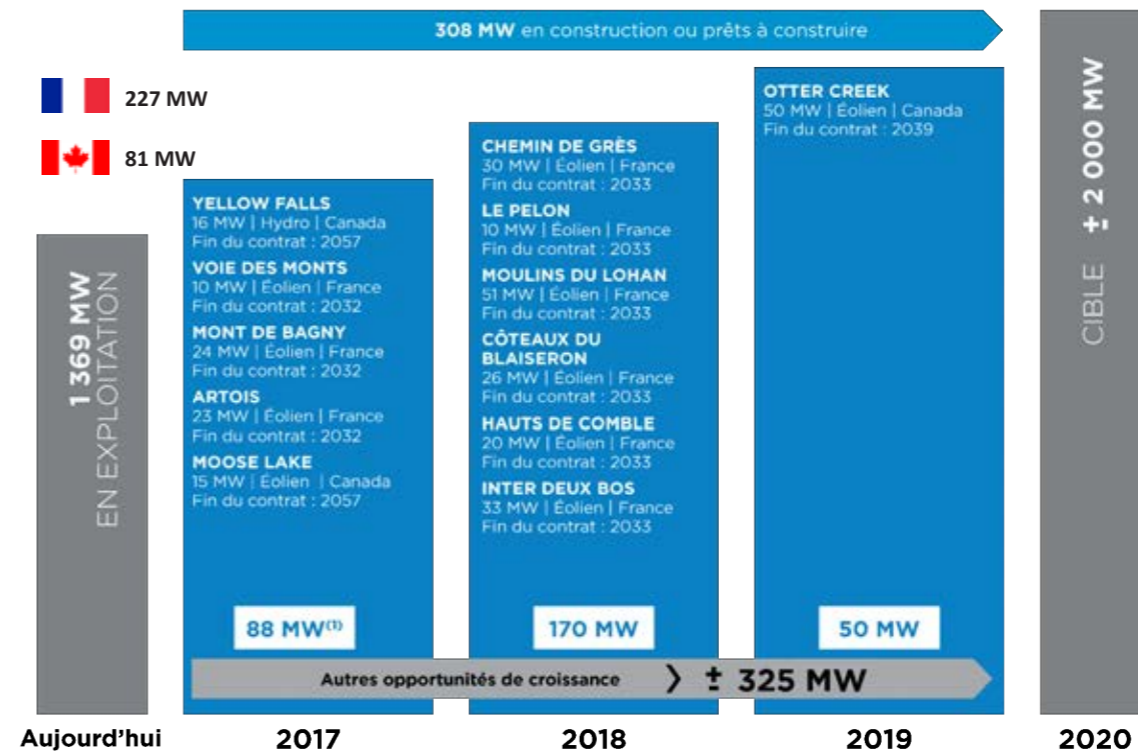 308 MW en construction ou prêts à construire
227 MW
81 MW
1 369 MW
EN EXPLOITATION
YELLOW FALLS
16 MW | Hydro | Canada
Fin du contrat : 2057
VOIE DES MONTS
10 MW | Éolien | France
Fin du contrat : 2032
MONT DE BAGNY
24 MW | Éolien | France
Fin du contrat : 2032
ARTOIS
23 MW | Éolien | France
Fin du contrat : 2032
MOOSE LAKE
15 MW | Éolien | Canada
Fin du contrat : 2057
88 MW(1)
CHEMIN DE GRÈS
30 MW | Éolien | France
Fin du contrat : 2033
LE PELON
10 MW | Éolien | France
Fin du contrat : 2033
MOULINS DU LOHAN
51 MW | Éolien | France
Fin du contrat : 2033
CÔTEAUX DU
BLAISERON
26 MW | Éolien | France
Fin du contrat : 2033
HAUTS DE COMBLE
20 MW | Éolien | France
Fin du contrat : 2033
INTER DEUX BOS
33 MW | Éolien | France
Fin du contrat : 2033
170 MW
OTTER CREEK
50 MW | Éolien | Canada
Fin du contrat : 2039
50 MW
CIBLE ± 2 000 MW
Autres opportunités de croissance > ± 325 MW
Aujourd'hui
2017
2018
2019
2020